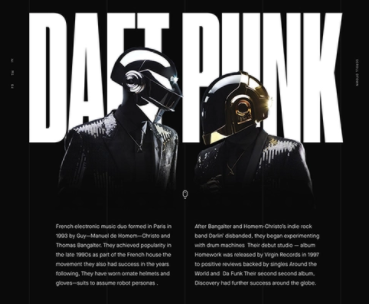 DAFT PUNK
French electronic music duo formed in Paris in
1993 by Guy—Manuel de Homem—Christo and
Thomas Bangalter. They achieved popularity in
the late 1990s as part of the French house the
movement they also had success in the years
following, They have worn ornate helmets and
gloves—suits to assume robot personas .
After Bangalter and Homem-Christo's indie rock
band Darlin' disbanded, they began experimenting
with drum machines Their debut studio — album
Homework was released by Virgin Records in 1997
to positive reviews backed by singles Around the
World and Da Funk Their second second album,
Discovery had further success around the globe.